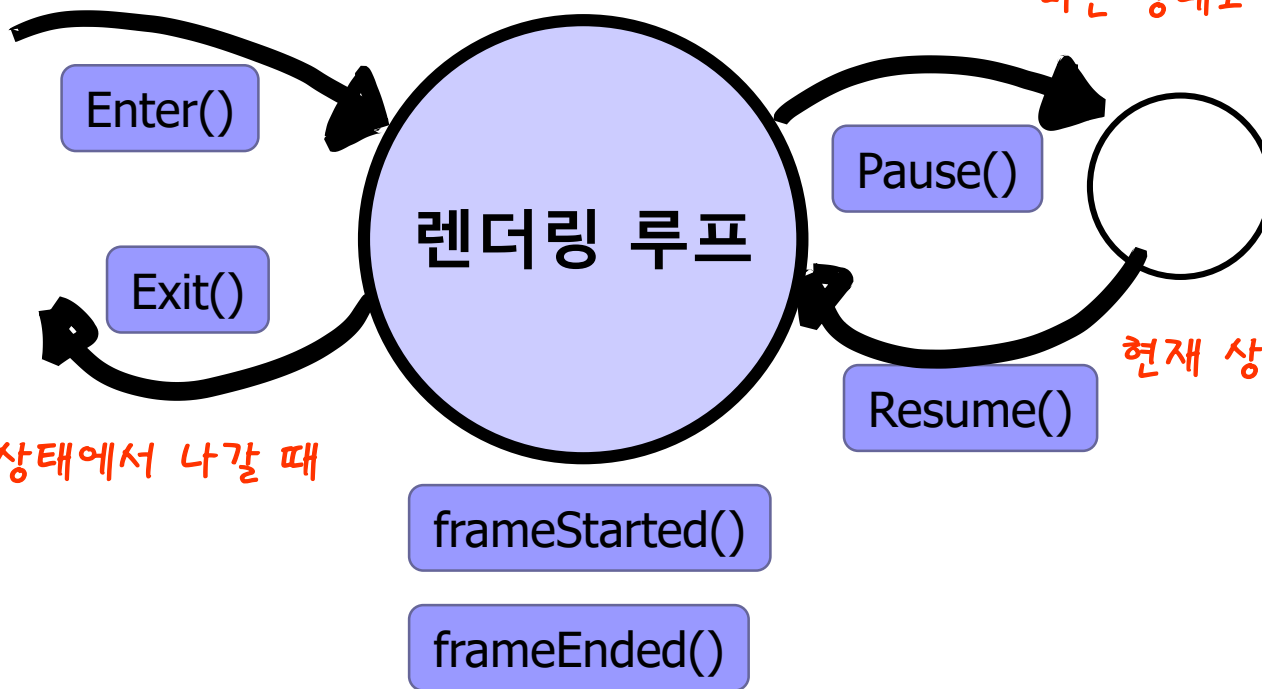 Enter()
Pause()
렌더링 루프
Exit()
현재
Resume()
상태에서 나갈 때
frameStarted()
frameEnded()